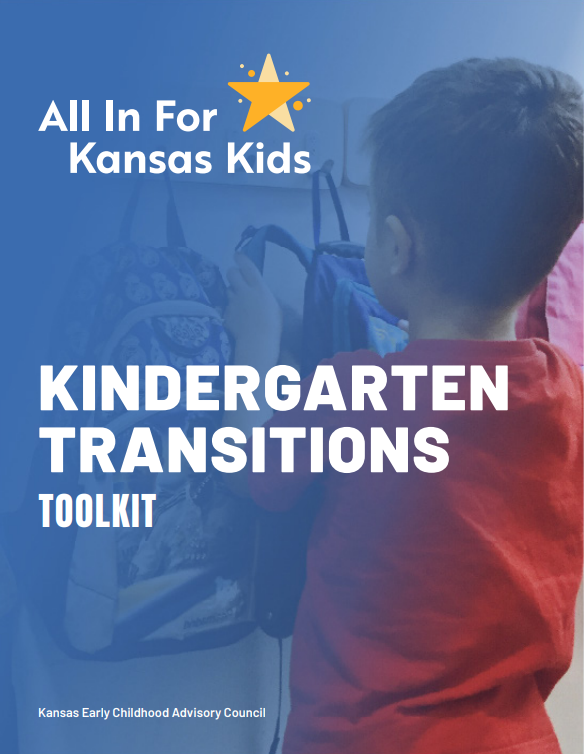 All In For
Kansas Kids
KINDERGARTEN
TRANSITIONS
TOOLKIT
Kansas Early Childhood Advisory Council